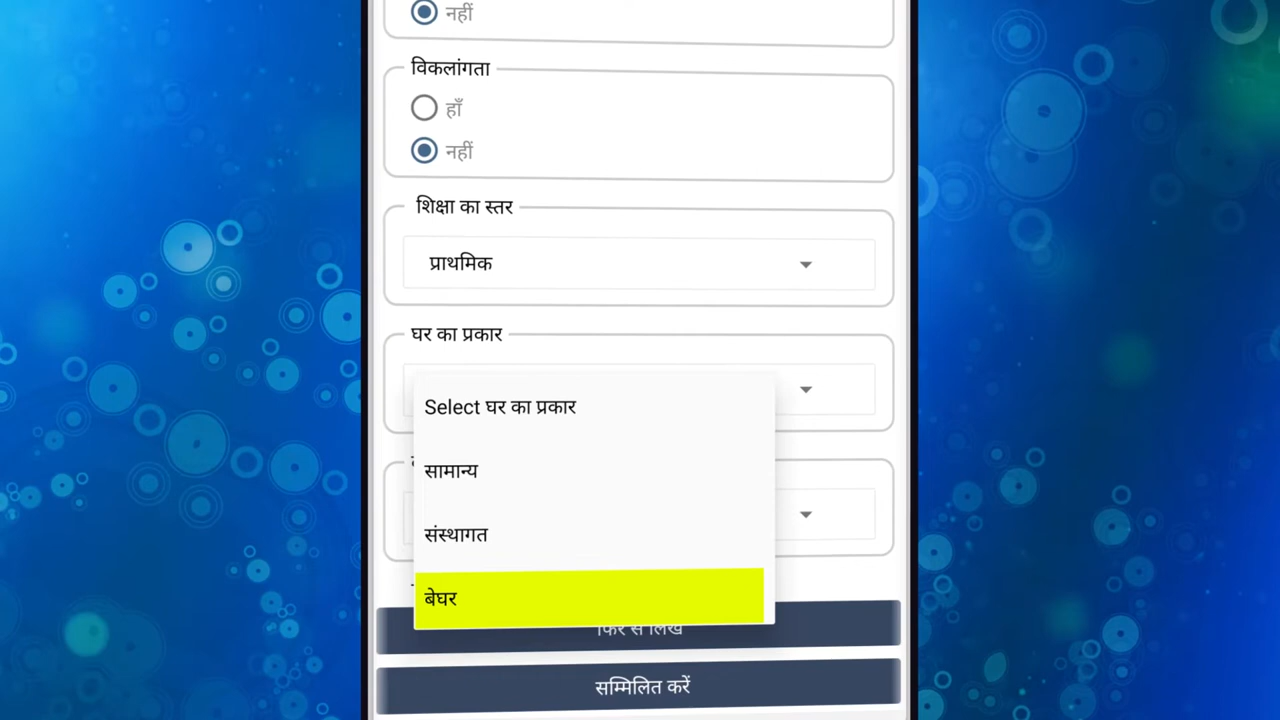 नहीं
विकलांगता
हाँ
नहीं
शिक्षा का स्तर
प्राथमिक
घर का प्रकार
Select घर का प्रकार
सामान्य
संस्थागत
बेघर
फिर से लिखें
सम्मिलित करें